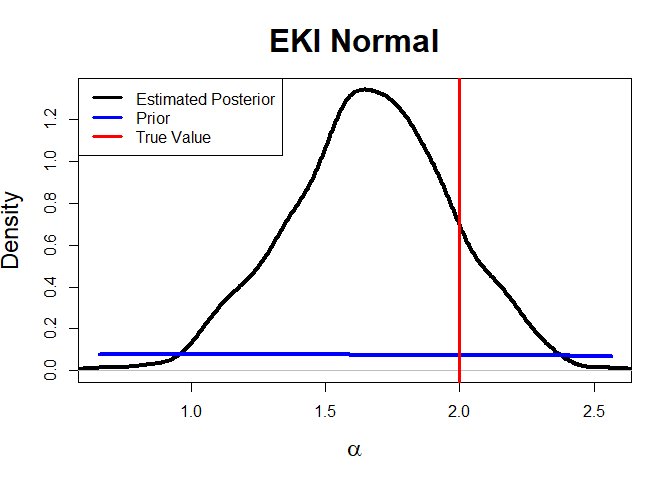 EKI Normal
Estimated Posterior
Prior
True Value
Density
0.0
0.2
0.4
0.6
0.8
1.0
1.2
1.0
1.5
2.0
2.5
α